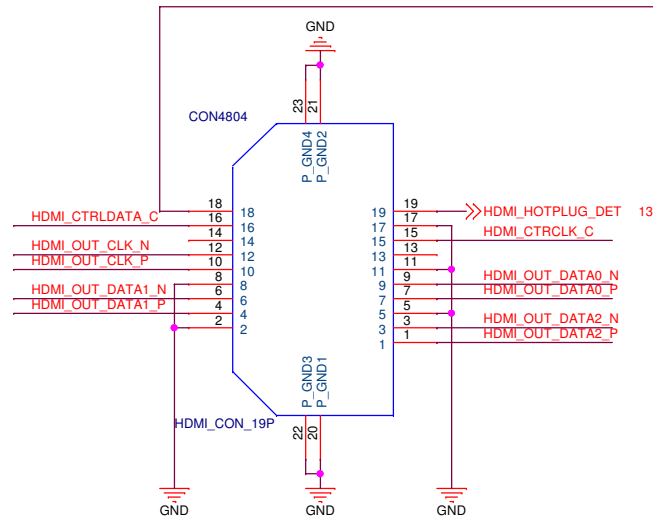 GND
23
21
CON4804
P_GND4
P_GND2
18
18
19
19
HDMI_HOTPLUG_DET 13
HDMI_CTRLDATA_C
16
16
17
17
14
14
15
15
HDMI_CTRCLK_C
HDMI_OUT_CLK_N
12
12
13
13
HDMI_OUT_CLK_P
10
10
11
11
8
8
9
9
HDMI_OUT_DATA0_N
HDMI_OUT_DATA1_N
6
6
7
7
HDMI_OUT_DATA0_P
HDMI_OUT_DATA1_P
4
4
5
5
2
2
3
3
HDMI_OUT_DATA2_N
1
1
HDMI_OUT_DATA2_P
P_GND3
P_GND1
HDMI_CON_19P
22
20
GND
GND
GND